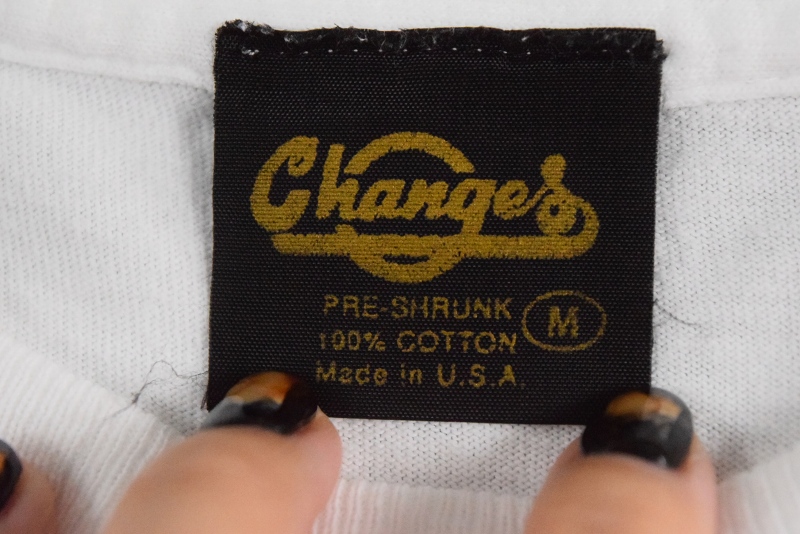 Changes
PRE-SHRUNK
100% COTTON
Made in U.S.A.
M